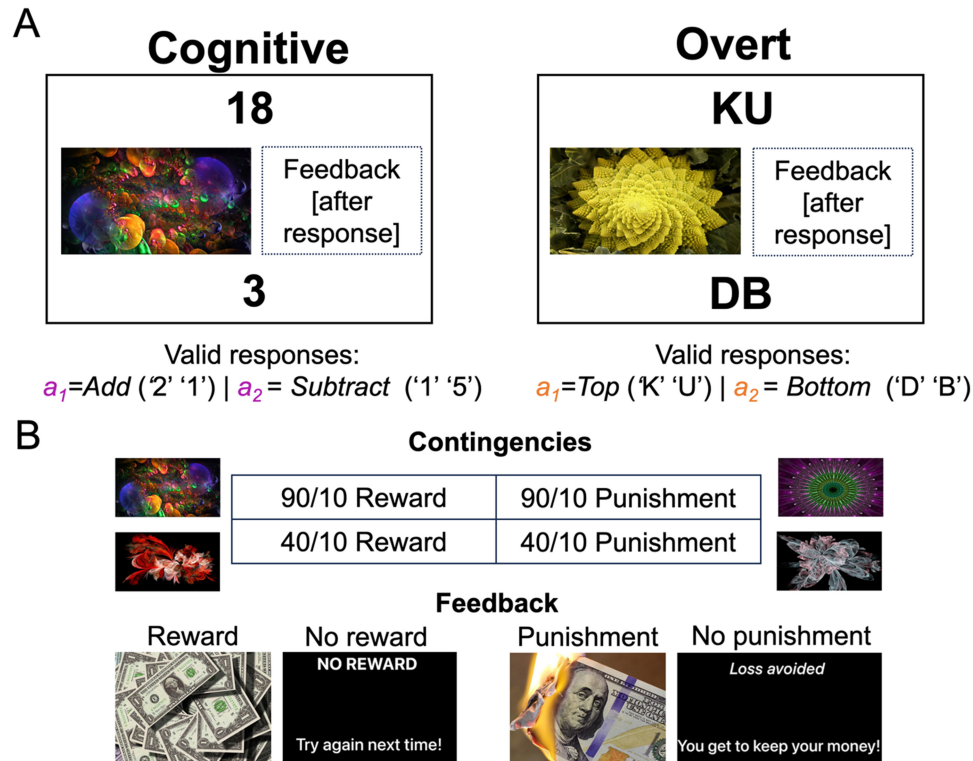 A
Cognitive
18
Feedback
[after
response]
3
Valid responses:
a1=Add (‘2’ ‘1’) | a2 = Subtract (‘1’ ‘5’)
Overt
KU
Feedback
[after
response]
DB
Valid responses:
a1=Top (‘K’ ‘U’) | a2 = Bottom (‘D’ ‘B’)
B
Contingencies
90/10 Reward
90/10 Punishment
40/10 Reward
40/10 Punishment
Feedback
Reward
No reward
NO REWARD
Try again next time!
Punishment
No punishment
Loss avoided
You get to keep your money!